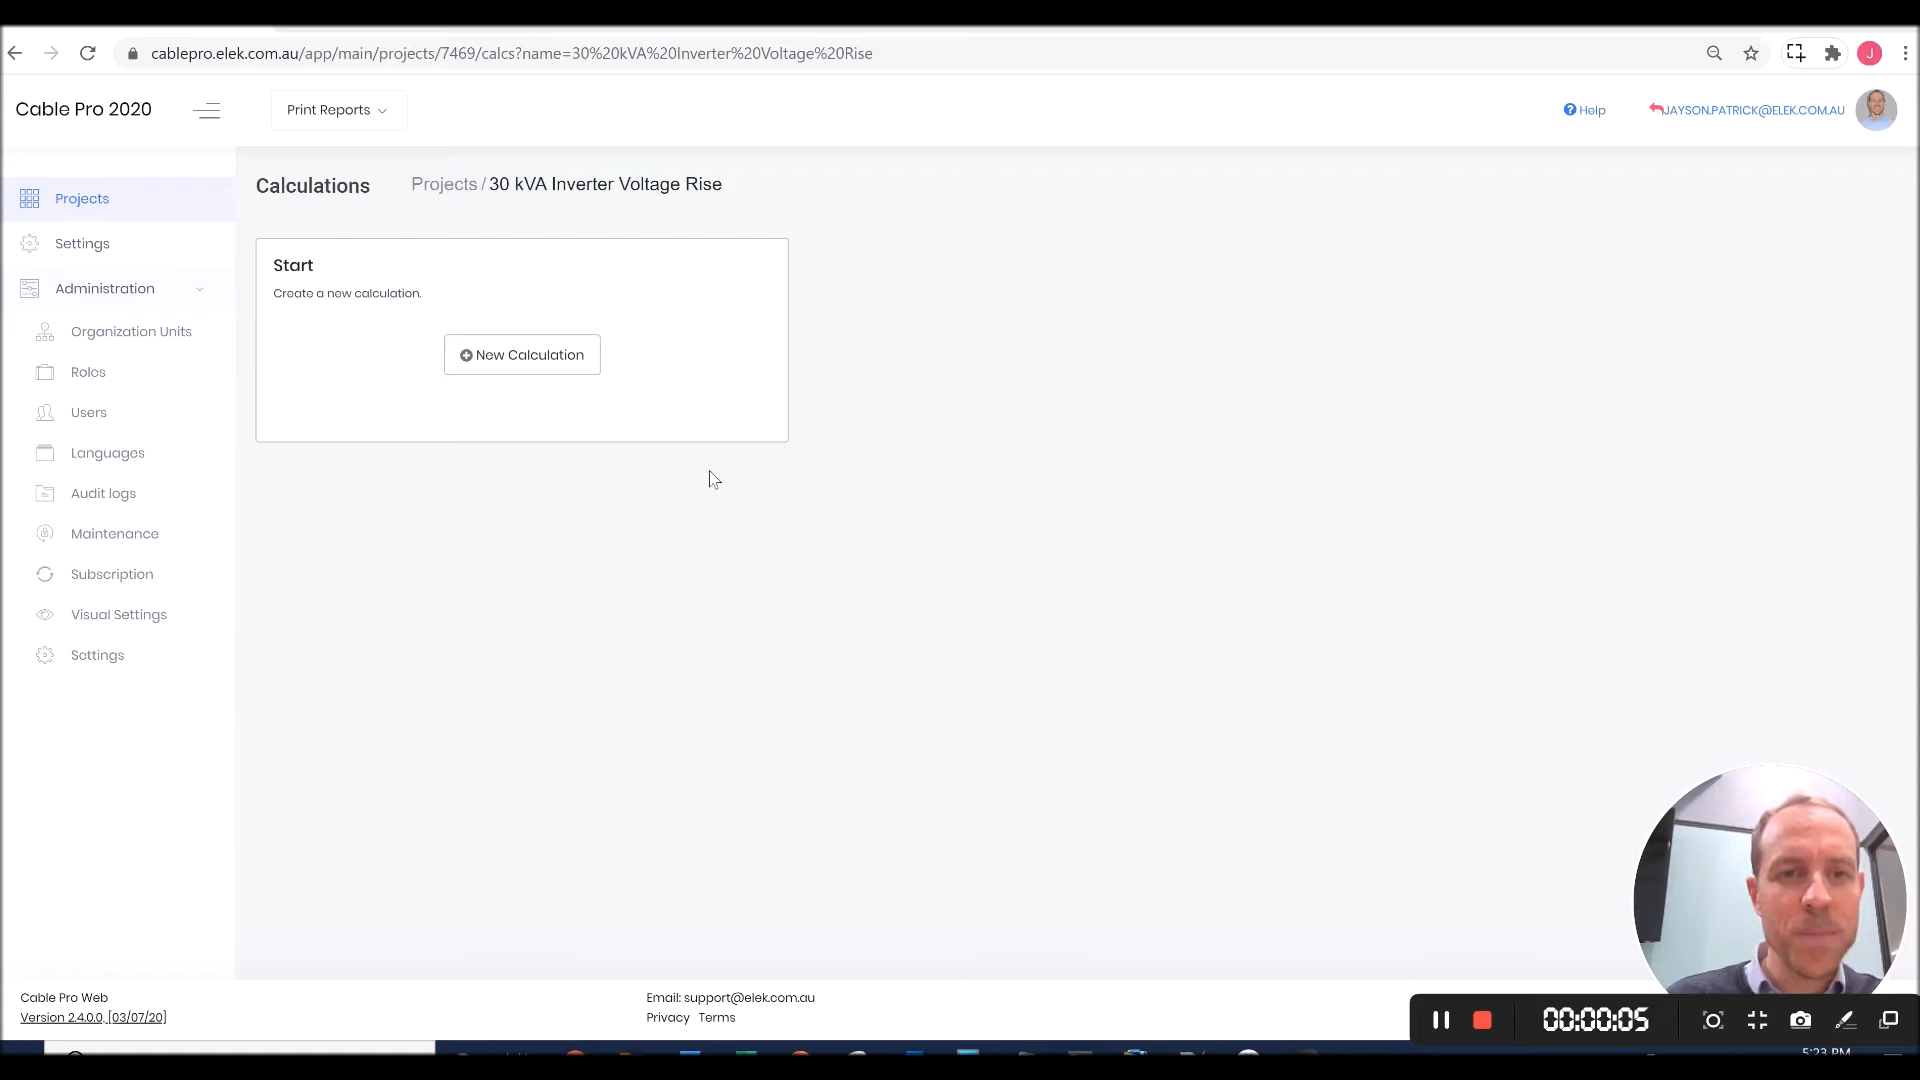 cablepro.elek.com.au/app/main/projects/7469/calcs?name=30%20kVA%20Inverter%20Voltage%20Rise
J
Cable Pro 2020
Print Reports
Help
JAYSON.PATRICK@ELEK.COM.AU
Projects
Settings
Administration
Organization Units
Roles
Users
Languages
Audit logs
Maintenance
Subscription
Visual Settings
Settings
Calculations
Projects / 30 kVA Inverter Voltage Rise
Start
Create a new calculation.
New Calculation
Cable Pro Web
Version 2.4.0.0, [03/07/20]
Email: support@elek.com.au
Privacy Terms
00:00:05
5:23 PM